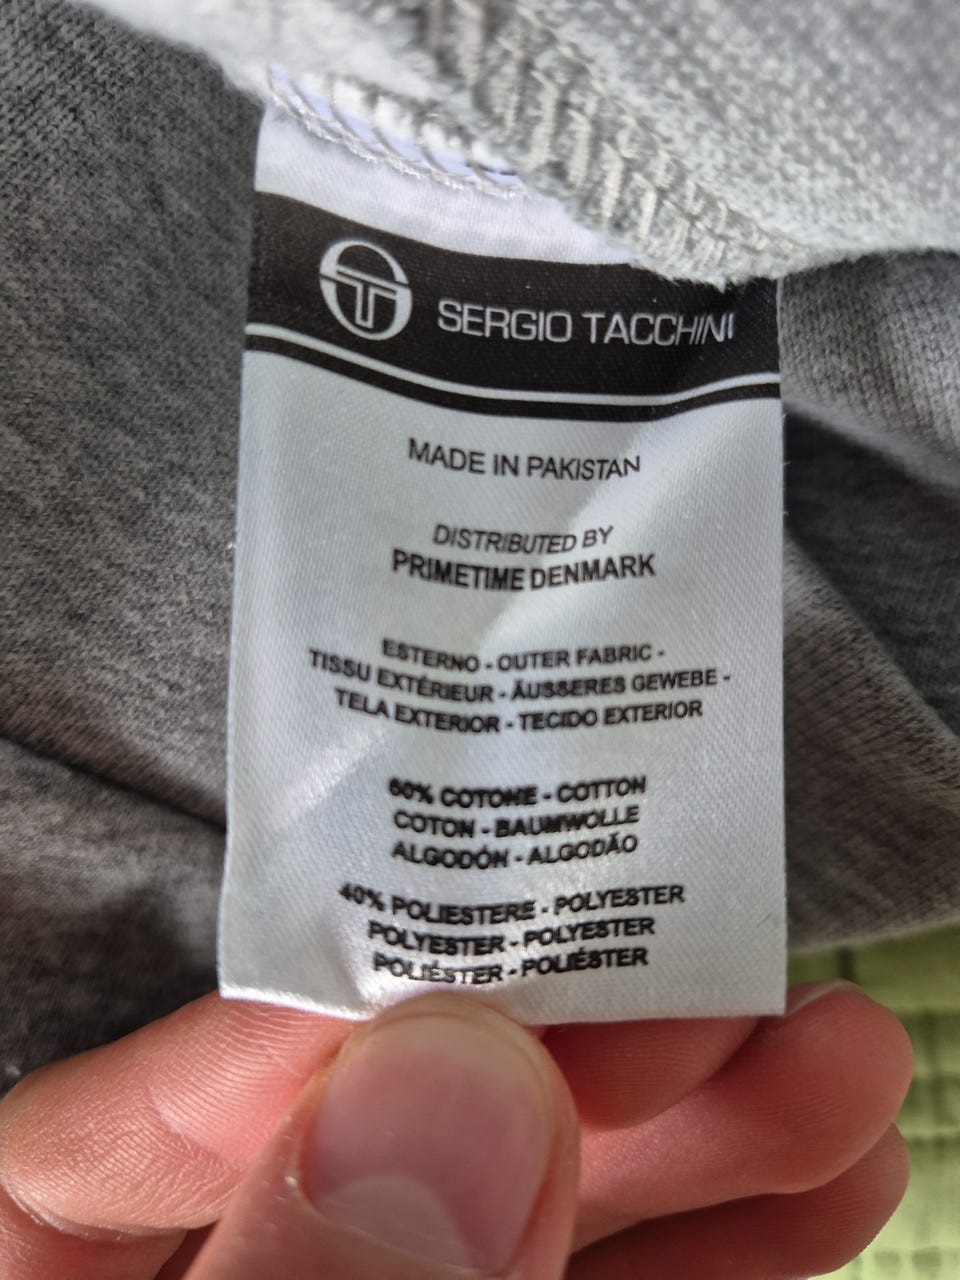 SERGIO TACCHINI
MADE IN PAKISTAN
DISTRIBUTED BY
PRIMETIME DENMARK
ESTERNO - OUTER FABRIC -
TISSU EXTÉRIEUR - ÄUSSERES GEWEBE -
TELA EXTERIOR - TECIDO EXTERIOR
60% COTONE - COTTON
COTON - BAUMWOLLE
ALGODÓN - ALGODÃO
40% POLIESTERE - POLYESTER
POLYESTER - POLYESTER
POLIÉSTER - POLIÉSTER